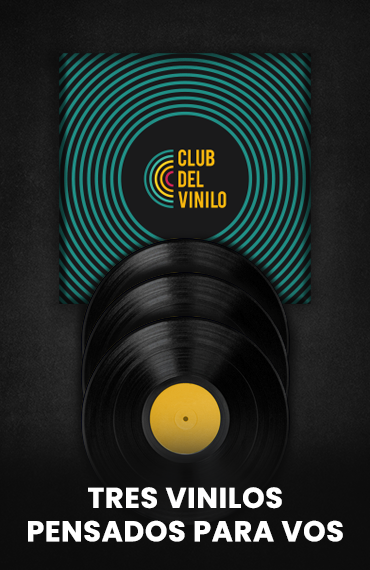 CLUB
DEL
VINILO
TRES VINILOS
PENSADOS PARA VOS